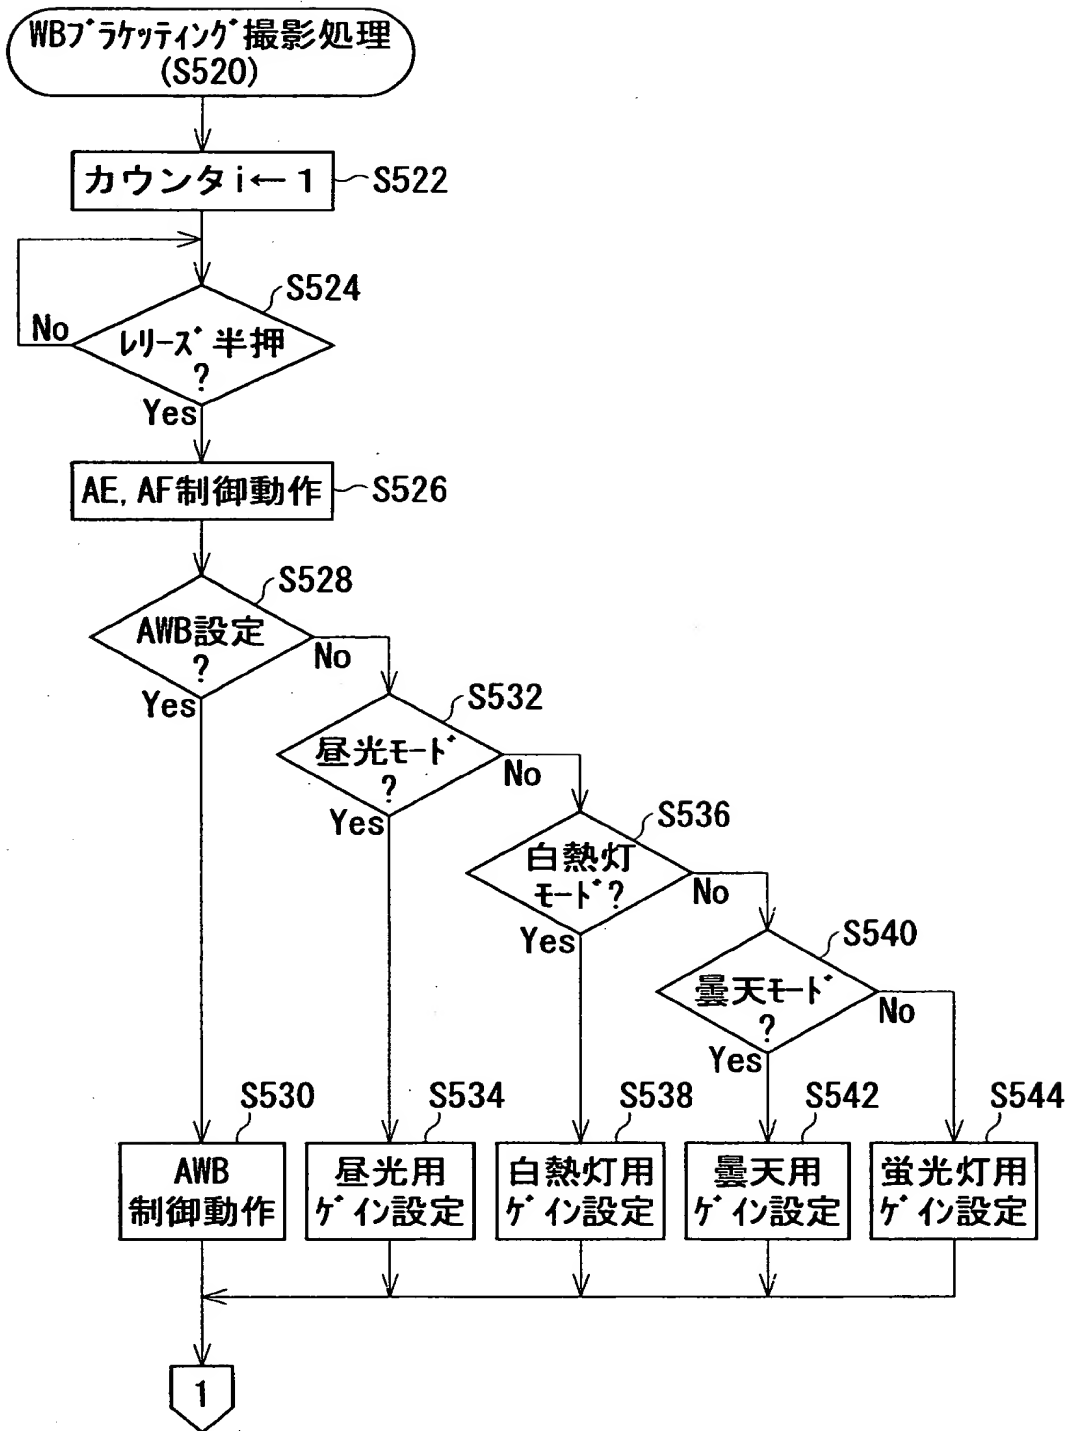 WBﾌﾞﾗｹｯﾃｨﾝｸﾞ撮影処理
(S520)
カウンタi←1
S522
S524
No
ﾚﾘｰｽﾞ半押
?
Yes
AE, AF制御動作
S526
S528
AWB設定
?
No
Yes
S532
昼光ﾓｰﾄﾞ
?
No
Yes
S536
白熱灯
ﾓｰﾄﾞ?
No
Yes
S540
曇天ﾓｰﾄﾞ
?
No
Yes
S530
S534
S538
S542
S544
AWB
制御動作
昼光用
ｹﾞｲﾝ設定
白熱灯用
ｹﾞｲﾝ設定
曇天用
ｹﾞｲﾝ設定
蛍光灯用
ｹﾞｲﾝ設定
1